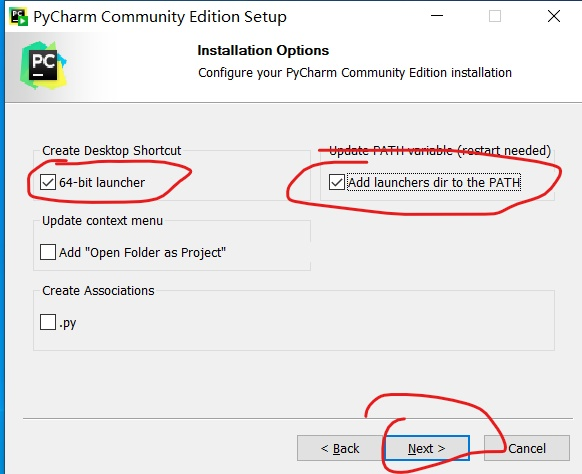 PyCharm Community Edition Setup
PC
Installation Options
Configure your PyCharm Community Edition installation
Create Desktop Shortcut
Update PATH variable (restart needed)
64-bit launcher
Add launchers dir to the PATH
Update context menu
Add "Open Folder as Project"
Create Associations
.py
< Back
Next >
Cancel